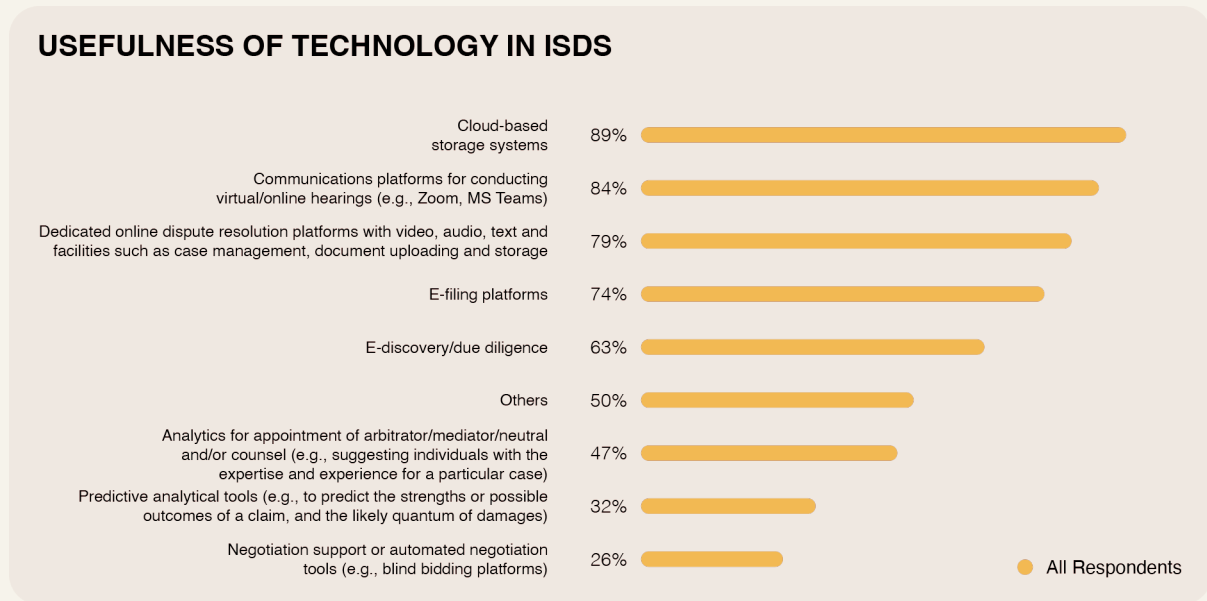 USEFULNESS OF TECHNOLOGY IN ISDS
Cloud-based
storage systems
89%
Communications platforms for conducting
virtual/online hearings (e.g., Zoom, MS Teams)
84%
Dedicated online dispute resolution platforms with video, audio, text and
facilities such as case management, document uploading and storage
79%
E-filing platforms
74%
E-discovery/due diligence
63%
Others
50%
Analytics for appointment of arbitrator/mediator/neutral
and/or counsel (e.g., suggesting individuals with the
expertise and experience for a particular case)
47%
Predictive analytical tools (e.g., to predict the strengths or possible
outcomes of a claim, and the likely quantum of damages)
32%
Negotiation support or automated negotiation
tools (e.g., blind bidding platforms)
26%
All Respondents